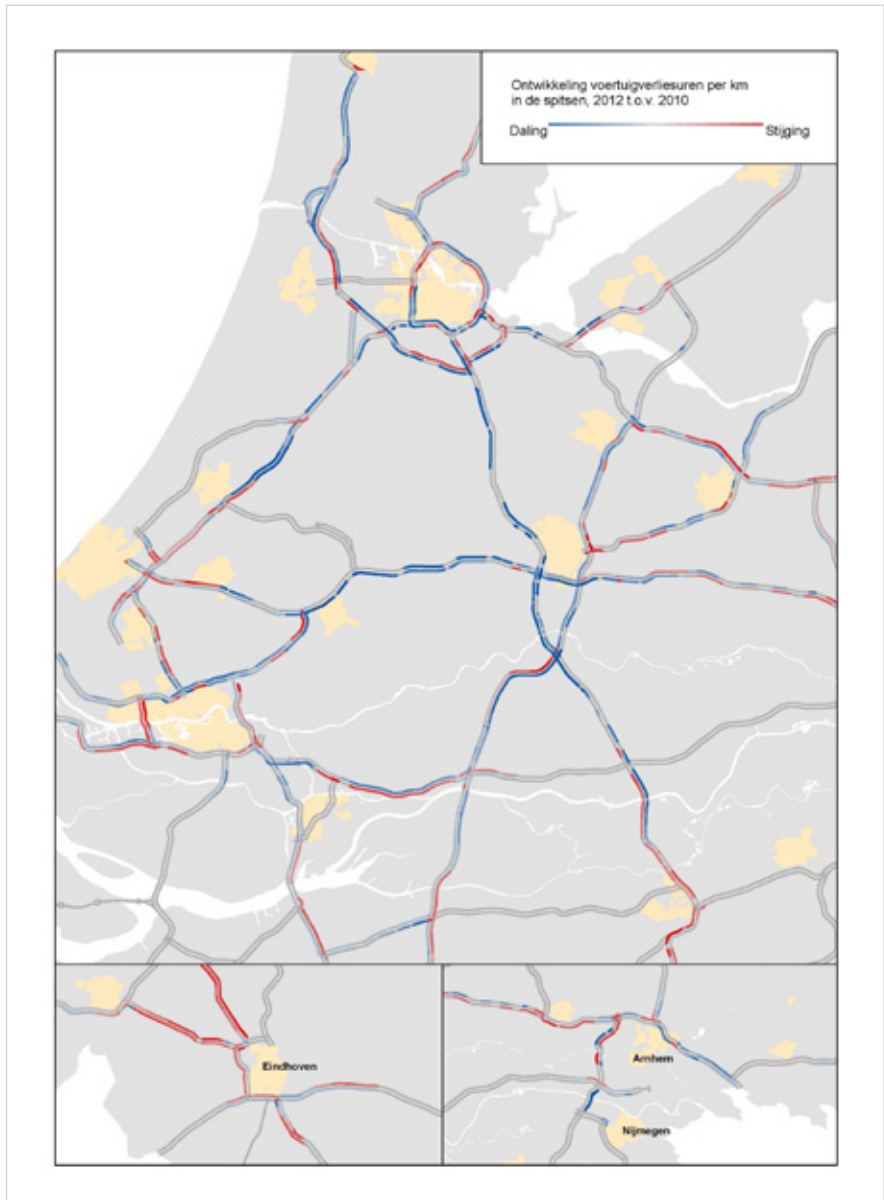 Ontwikkeling voertuigverliesuren per km
in de spitsen, 2012 t.o.v. 2010
Daling Stijging
Eindhoven
Arnhem
Nijmegen